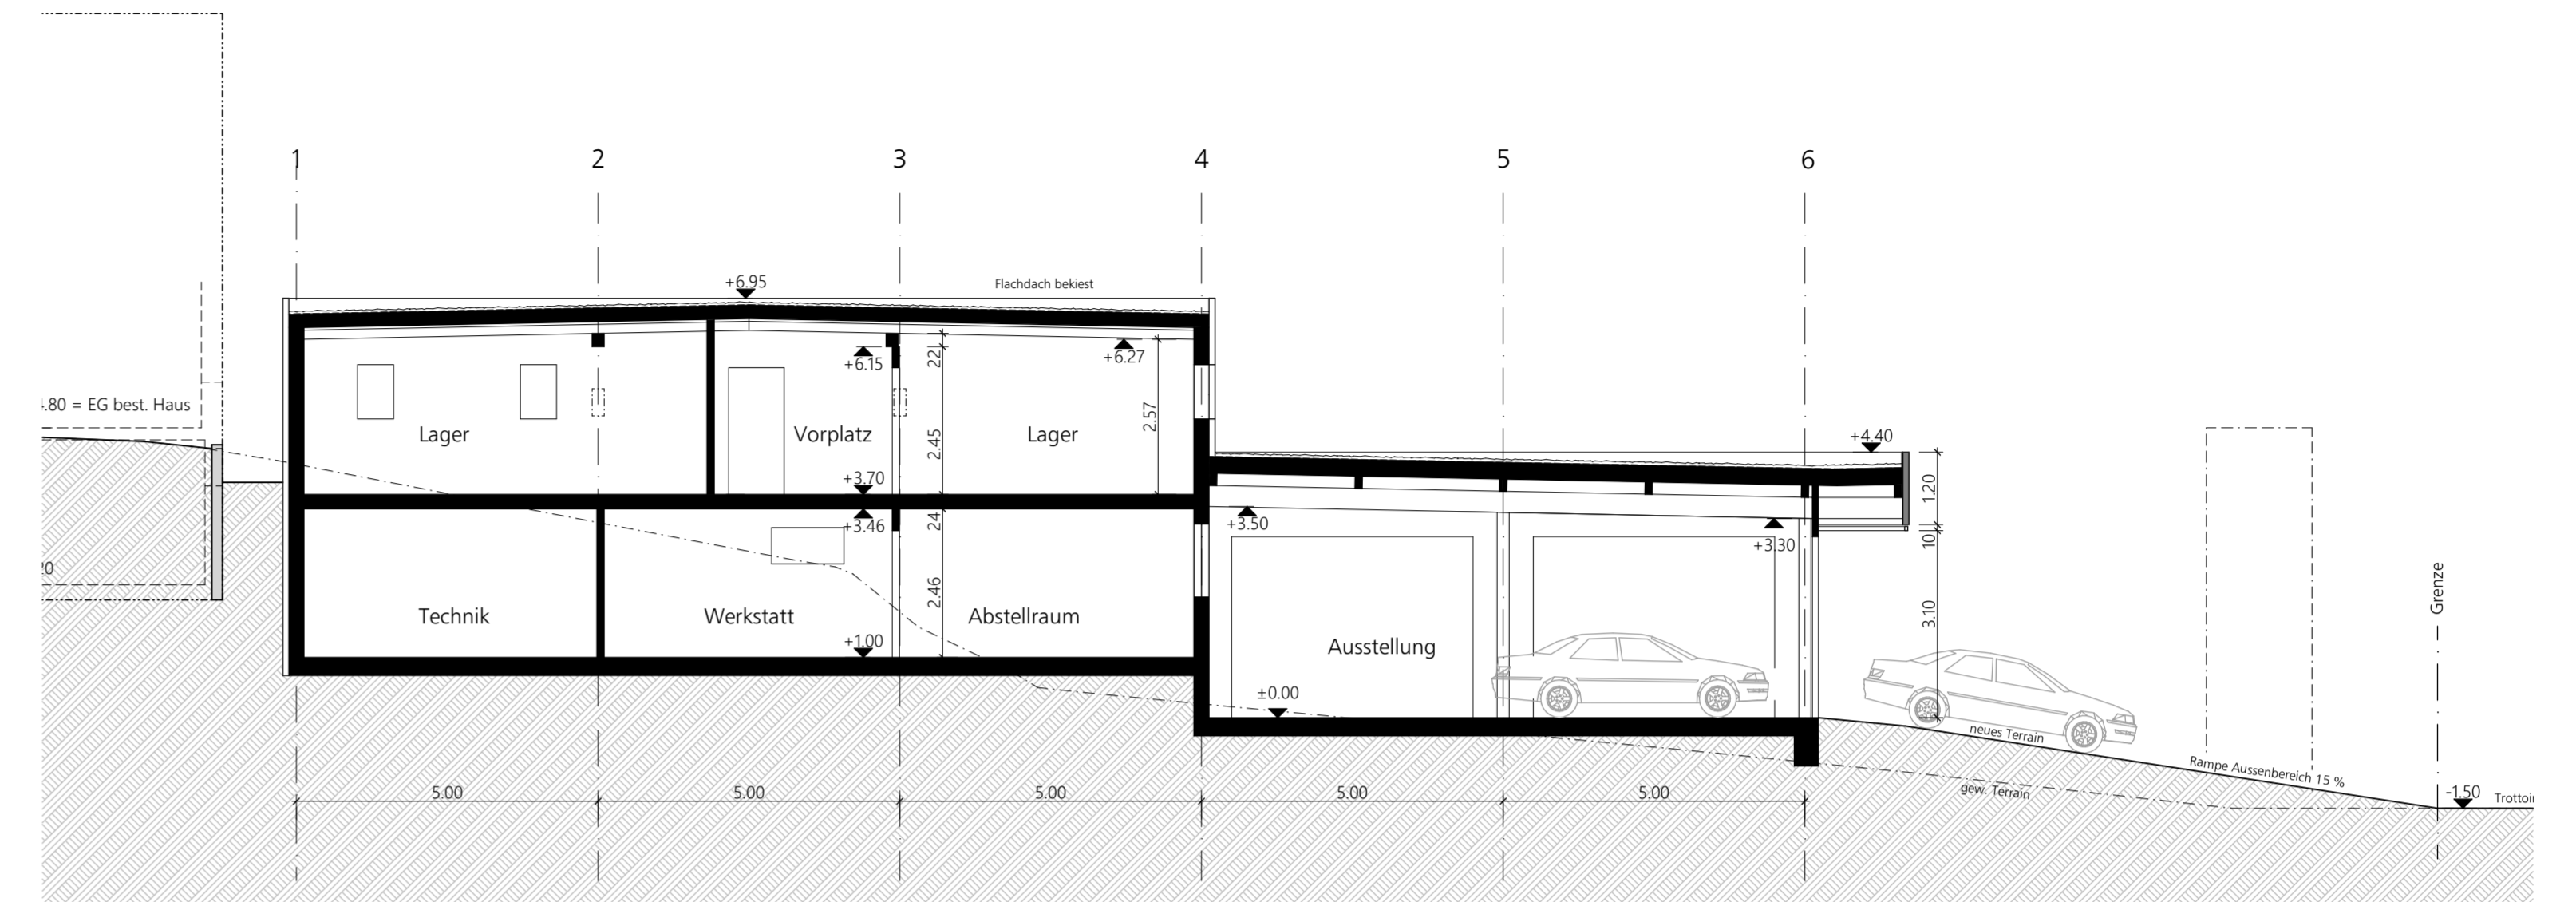 1 2 3 4 5 6
+6.95
Flachdach bekiest
+6.15
22
+6.27
.80 = EG best. Haus
2.57
Lager
Vorplatz
2.45
Lager
+4.40
+3.70
1.20
+3.46
24
+3.50
+3.30
10
20
2.46
3.10
Grenze
Technik
Werkstatt
Abstellraum
+1.00
Ausstellung
±0.00
neues Terrain
Rampe Aussenbereich 15 %
gew. Terrain
5.00 5.00 5.00 5.00 5.00
-1.50
Trottoi